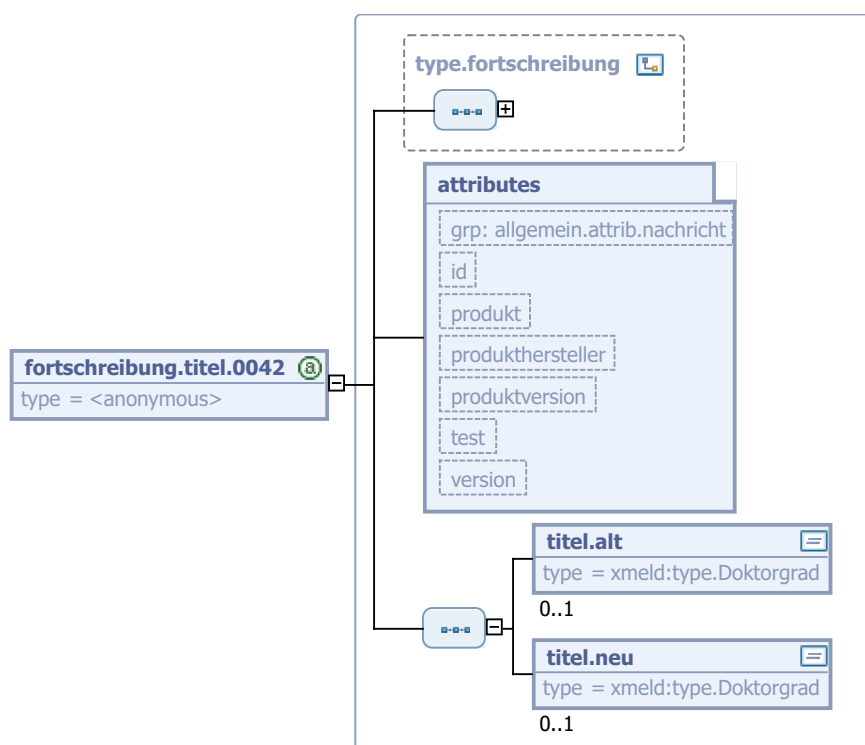 type.fortschreibung
attributes
grp: allgemein.attrib.nachricht
id
produkt
produkthersteller
produktversion
test
version
fortschreibung.titel.0042 @
type = <anonymous>
titel.alt
type = xmeld:type.Doktorgrad
0..1
titel.neu
type = xmeld:type.Doktorgrad
0..1